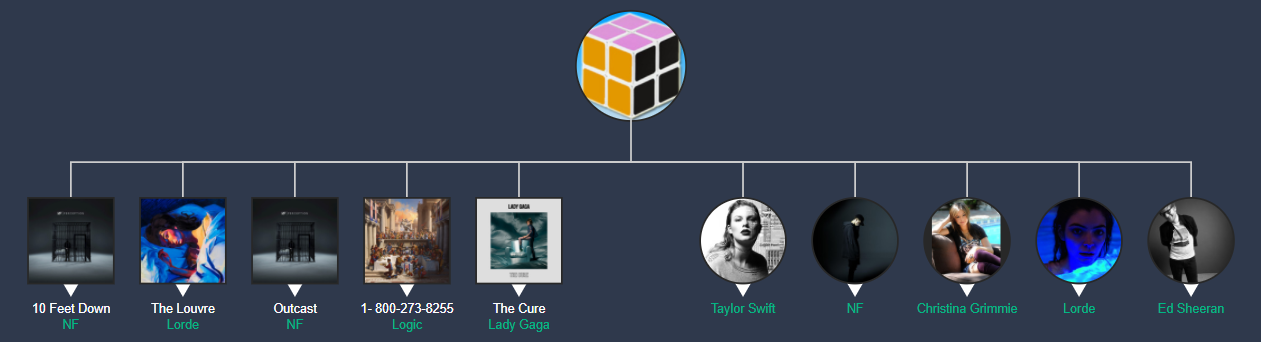 LADY GAGA
THE CURE
10 Feet Down
The Louvre
Outcast
1- 800-273-8255
The Cure
Taylor Swift
NF
Christina Grimmie
Lorde
Ed Sheeran
NF
Lorde
NF
Logic
Lady Gaga